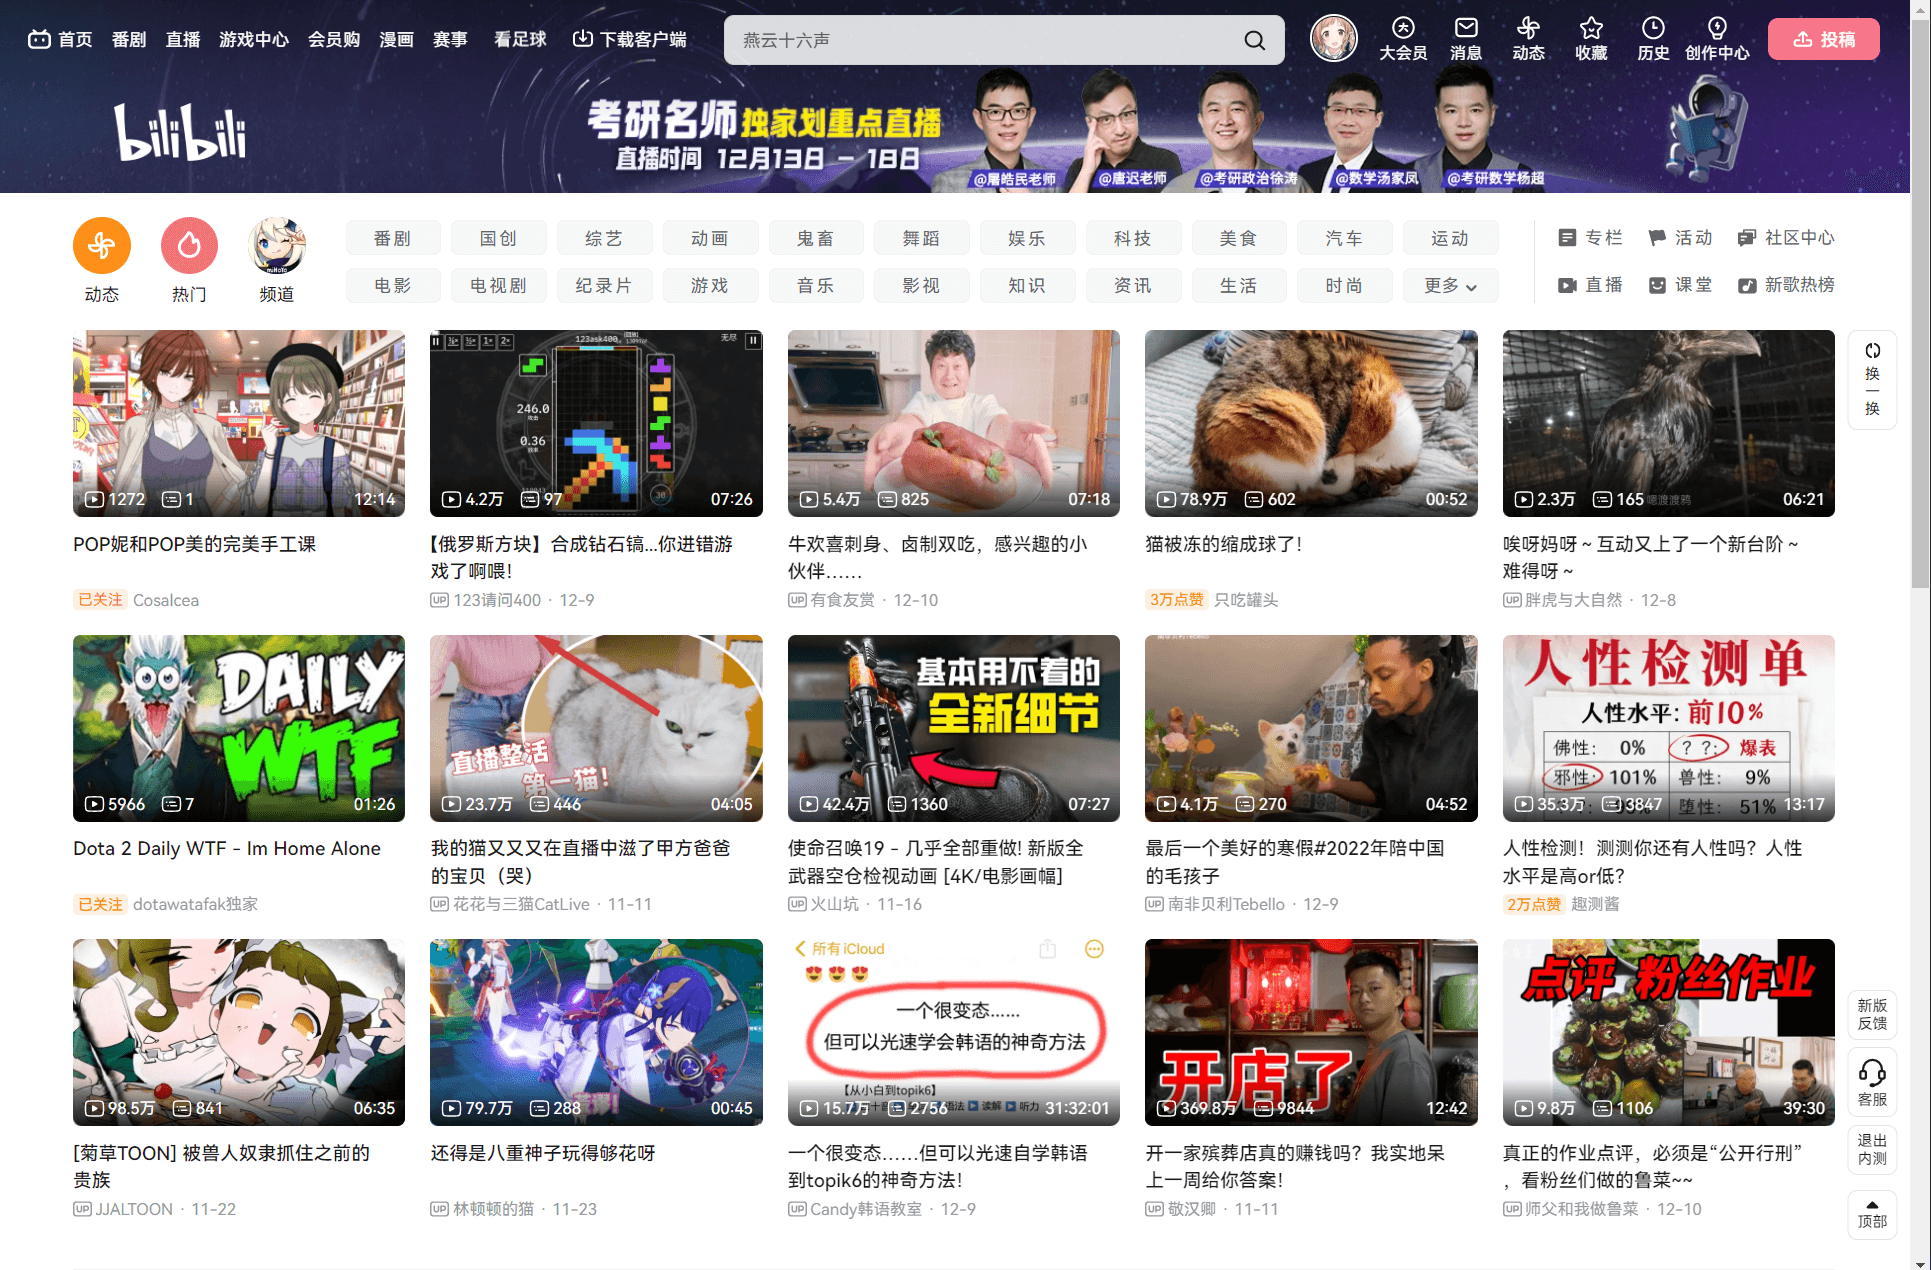 首页 番剧 直播 游戏中心 会员购 漫画 赛事 看足球 下载客户端
燕云十六声
大会员 消息 动态 收藏 历史 创作中心
投稿
bilibili
考研名师独家划重点直播
直播时间 12月13日 - 18日
@屠皓民老师 @唐迟老师 @考研政治徐涛 @数学汤家凤 @考研数学杨超
动态 热门 频道
番剧 国创 综艺 动画 鬼畜 舞蹈 娱乐 科技 美食 汽车 运动
电影 电视剧 纪录片 游戏 音乐 影视 知识 资讯 生活 时尚 更多
专栏 活动 社区中心
直播 课堂 新歌热榜
换一换
1272 1 12:14
POP妮和POP美的完美手工课
已关注 Cosalcea
123ask400
无尽
246.0
0.36
4.2万 97 07:26
【俄罗斯方块】合成钻石镐...你进错游
戏了啊喂！
UP 123请问400 · 12-9
5.4万 825 07:18
牛欢喜刺身、卤制双吃，感兴趣的小
伙伴……
UP 有食友赏 · 12-10
78.9万 602 00:52
猫被冻的缩成球了！
3万点赞 只吃罐头
嗯渡渡鸦
2.3万 165 06:21
唉呀妈呀～互动又上了一个新台阶～
难得呀～
UP 胖虎与大自然 · 12-8
DAILY
WTF
5966 7 01:26
Dota 2 Daily WTF - Im Home Alone
已关注 dotawatafak独家
直播整活
第一猫！
23.7万 446 04:05
我的猫又又又在直播中滋了甲方爸爸
的宝贝（哭）
UP 花花与三猫CatLive · 11-11
基本用不着的
全新细节
42.4万 1360 07:27
使命召唤19 - 几乎全部重做! 新版全
武器空仓检视动画 [4K/电影画幅]
UP 火山坑 · 11-16
南非贝利Tebello
4.1万 270 04:52
最后一个美好的寒假#2022年陪中国
的毛孩子
UP 南非贝利Tebello · 12-9
人性检测单
人性水平: 前10%
佛性: 0% ? ?: 爆表
邪性: 101% 兽性: 9%
堕性: 51%
35.3万 3847 13:17
人性检测！测测你还有人性吗？人性
水平是高or低？
2万点赞 趣测酱
98.5万 841 06:35
[菊草TOON] 被兽人奴隶抓住之前的
贵族
UP JJALTOON · 11-22
79.7万 288 00:45
还得是八重神子玩得够花呀
UP 林顿顿的猫 · 11-23
所有 iCloud
一个很变态……
但可以光速学会韩语的神奇方法
【从小白到topik6】
语法 读解 听力
15.7万 2756 31:32:01
一个很变态……但可以光速自学韩语
到topik6的神奇方法！
UP Candy韩语教室 · 12-9
开店了
369.8万 9844 12:42
开一家殡葬店真的赚钱吗？我实地呆
上一周给你答案！
UP 敬汉卿 · 11-11
点评 粉丝作业
9.8万 1106 39:30
真正的作业点评，必须是“公开行刑”
，看粉丝们做的鲁菜~~
UP 师父和我做鲁菜 · 12-10
新版反馈
客服
退出内测
顶部